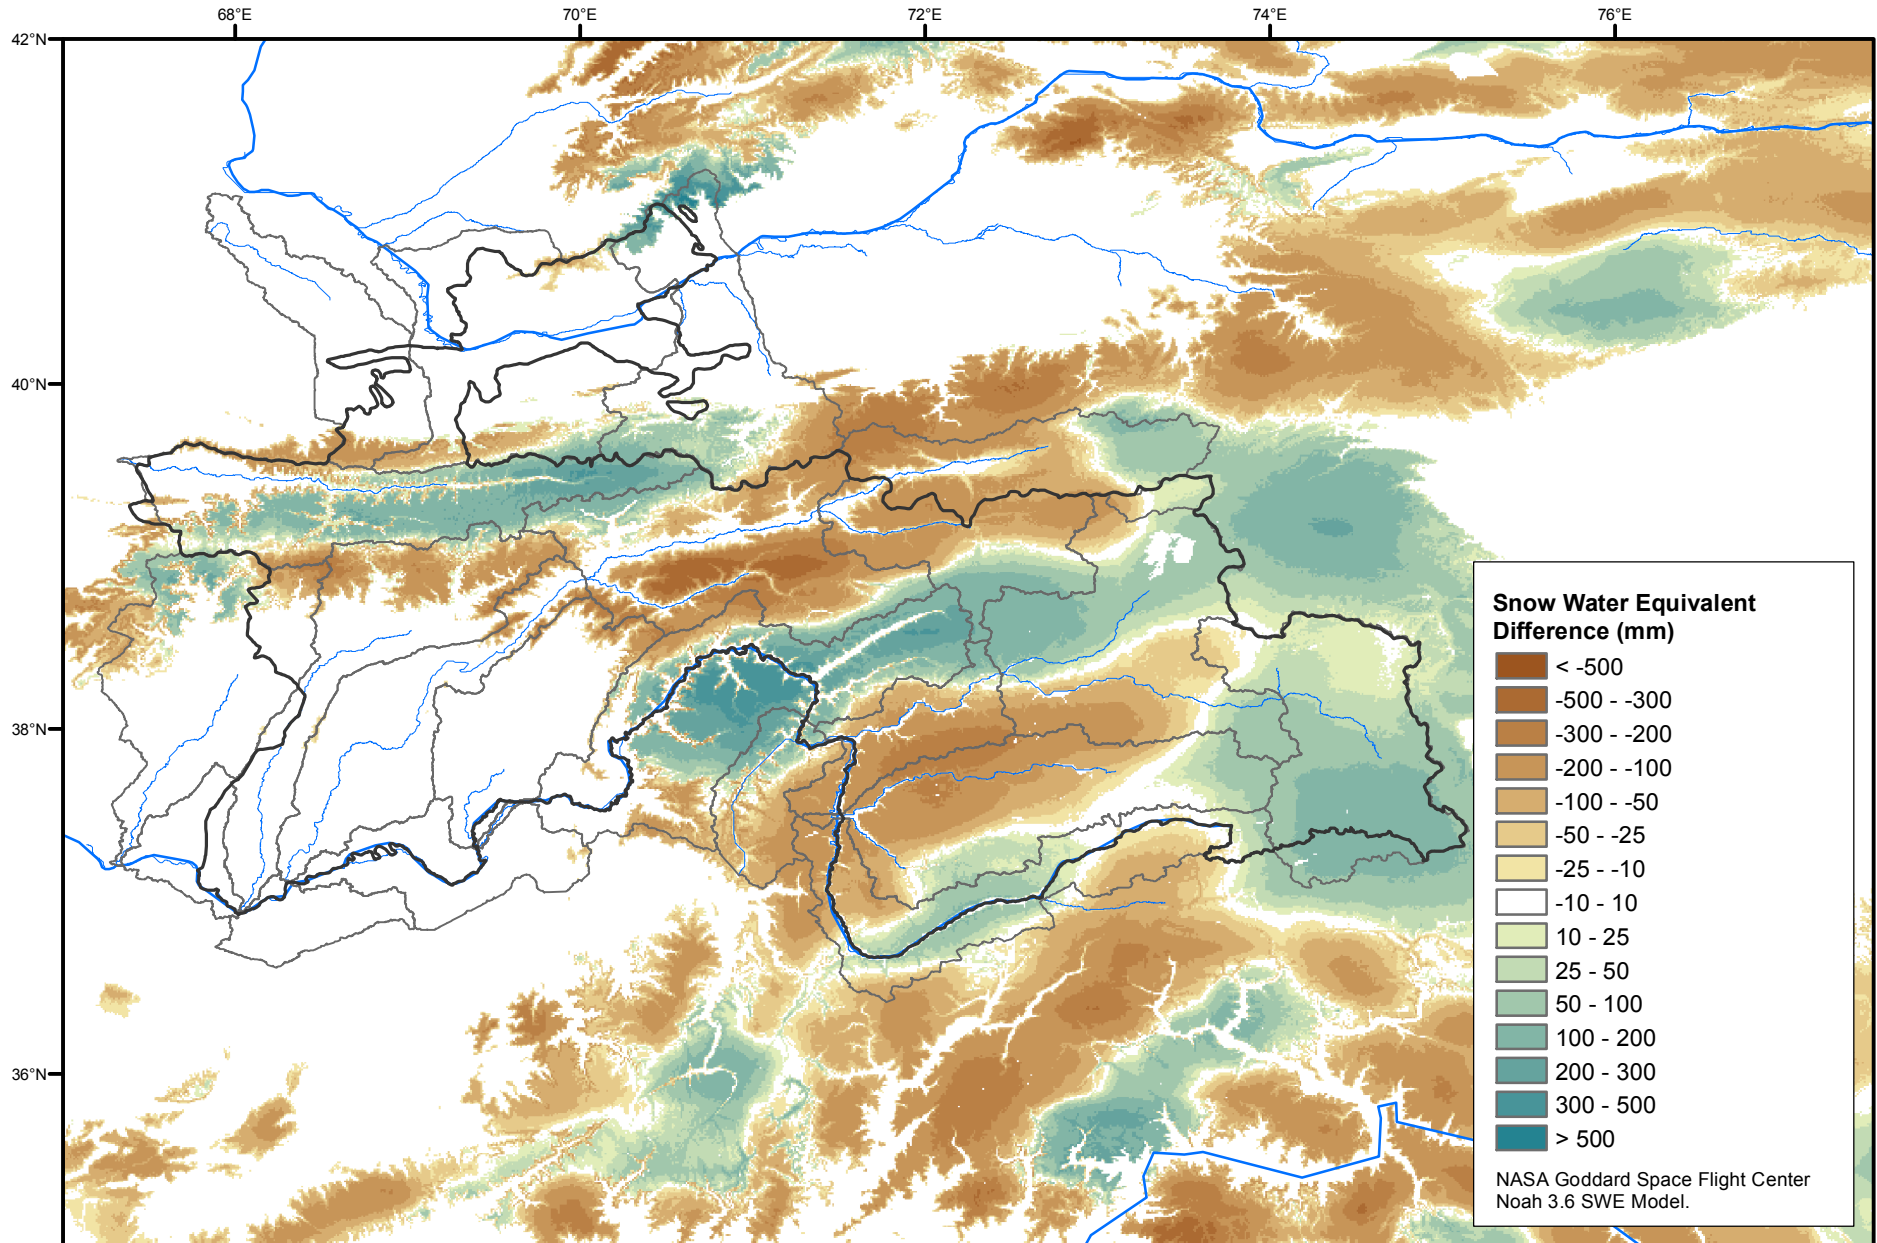 68°E
70°E
72°E
74°E
76°E
42°N
40°N
38°N
36°N
Snow Water Equivalent
Difference (mm)
< -500
-500 - -300
-300 - -200
-200 - -100
-100 - -50
-50 - -25
-25 - -10
-10 - 10
10 - 25
25 - 50
50 - 100
100 - 200
200 - 300
300 - 500
> 500
NASA Goddard Space Flight Center
Noah 3.6 SWE Model.